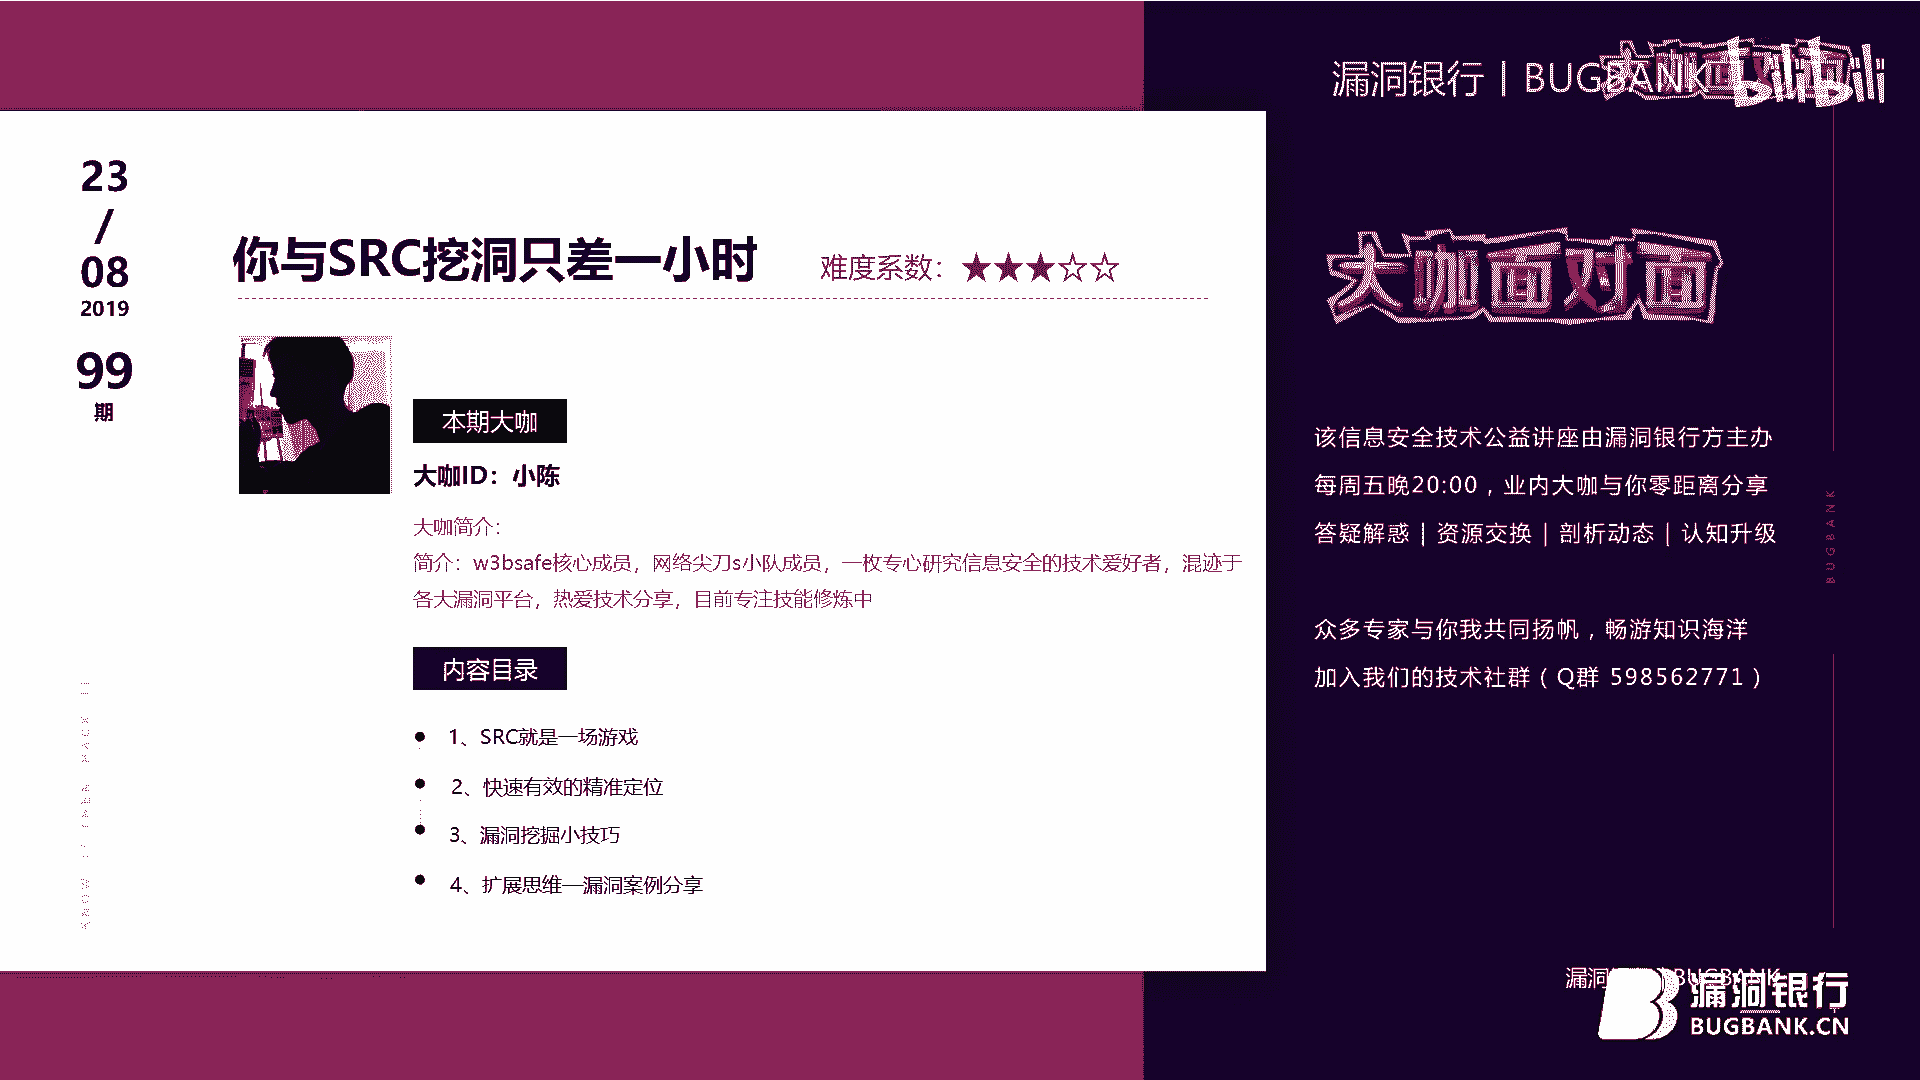 漏洞银行 | BUGBANK
bilibili
23
/
08
2019
99
期
你与SRC挖洞只差一小时
难度系数：★★★☆☆
大咖面对面
本期大咖
大咖ID：小陈
大咖简介：
简介：w3bsafe核心成员，网络尖刀s小队成员，一枚专心研究信息安全的技术爱好者，混迹于
各大漏洞平台，热爱技术分享，目前专注技能修炼中
内容目录
1、SRC就是一场游戏
2、快速有效的精准定位
3、漏洞挖掘小技巧
4、扩展思维—漏洞案例分享
该信息安全技术公益讲座由漏洞银行方主办
每周五晚20:00，业内大咖与你零距离分享
答疑解惑 | 资源交换 | 剖析动态 | 认知升级
众多专家与你我共同扬帆，畅游知识海洋
加入我们的技术社群（Q群 598562771）
BUGBANK
漏洞银行
BUGBANK.CN